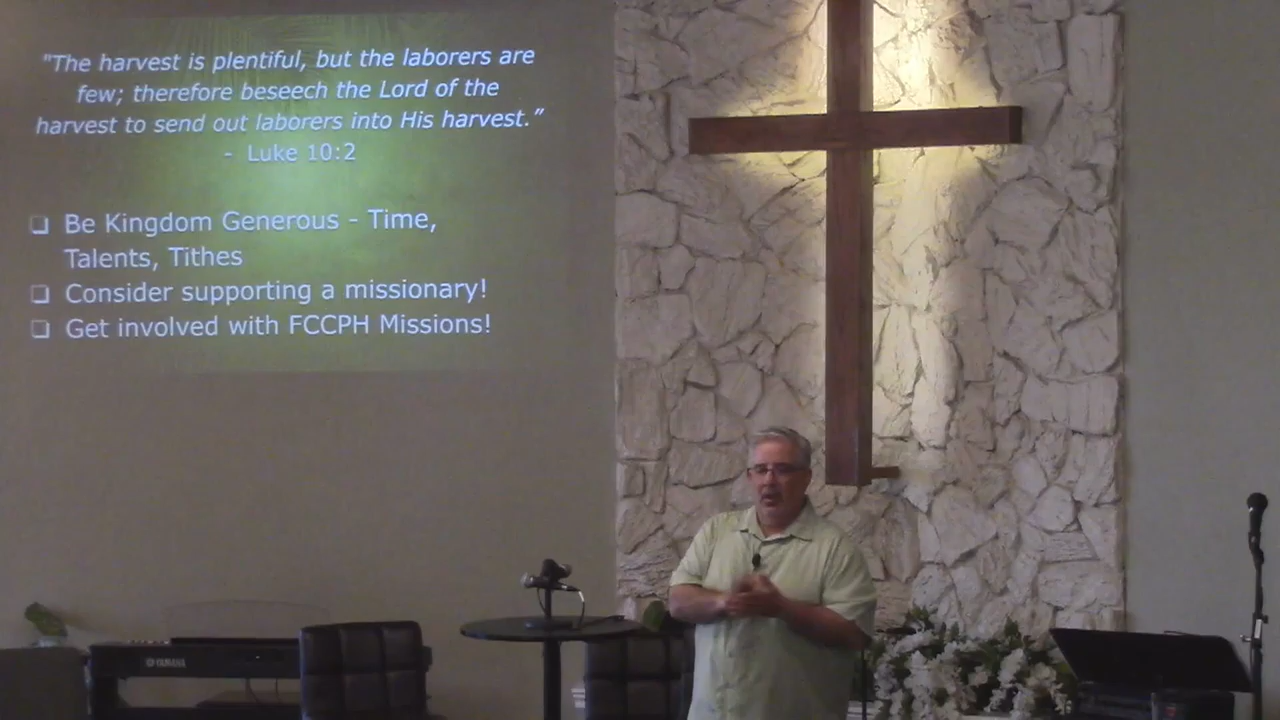 "The harvest is plentiful, but the laborers are
few; therefore beseech the Lord of the
harvest to send out laborers into His harvest.”
- Luke 10:2
❑ Be Kingdom Generous - Time,
Talents, Tithes
❑ Consider supporting a missionary!
❑ Get involved with FCCPH Missions!
YAMAHA